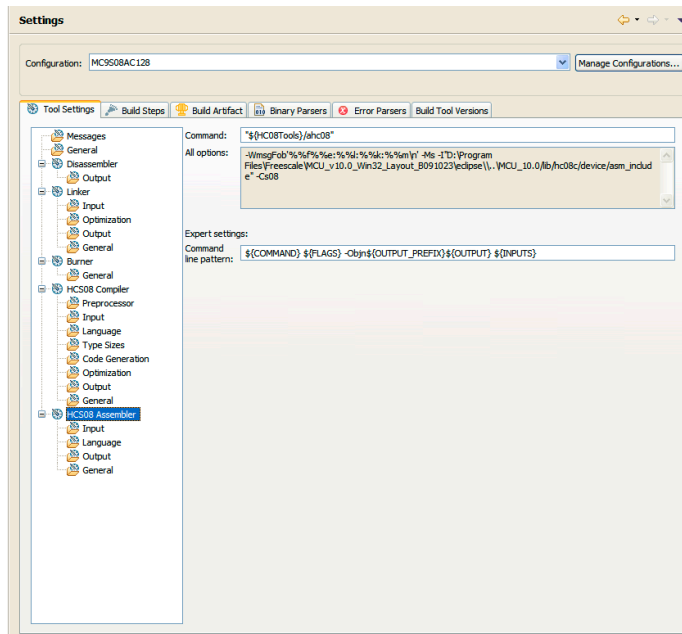 Settings
Configuration: MC9S08AC128 Manage Configurations...
Tool Settings Build Steps Build Artifact Binary Parsers Error Parsers Build Tool Versions
Messages
General
Disassembler
Output
Linker
Input
Optimization
Output
General
Burner
General
HCS08 Compiler
Preprocessor
Input
Language
Type Sizes
Code Generation
Optimization
Output
General
HCS08 Assembler
Input
Language
Output
General
Command: "${HC08Tools}/ahc08"
All options: -WmsgFob'%%f%%e:%%l:%%k:%%m\n' -Ms -I"D:\Program
Files\Freescale\MCU_v10.0_Win32_Layout_B091023\eclipse\\..\MCU_10.0/lib/hc08c/device/asm_includ
e" -Cs08
Expert settings:
Command
line pattern: ${COMMAND} ${FLAGS} -Objn${OUTPUT_PREFIX}${OUTPUT} ${INPUTS}